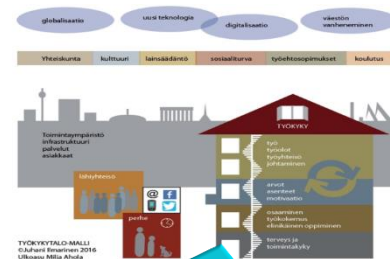 globalisaatio
uusi teknologia
digitalisaatio
väestön
vanheneminen
Yhteiskunta kulttuuri lainsäädäntö sosiaaliturva työehtosopimukset koulutus
TYÖKYKY
Toimintaympäristö
infrastruktuuri
palvelut
asiakkaat
työ
työolot
työyhteisö
johtaminen
lähiyhteisö
@
arvot
asenteet
motivaatio
perhe
osaaminen
työkokemus
elinikäinen oppiminen
terveys ja
toimintakyky
TYÖKYKYTALO-MALLI
©Juhani Ilmarinen 2016
Ulkoasu Milja Ahola